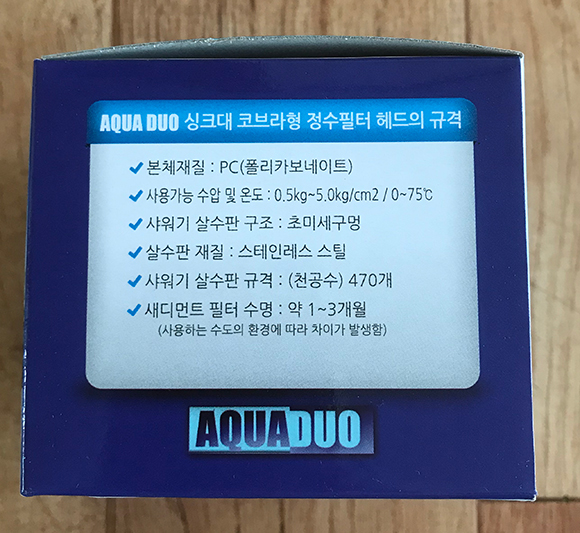 AQUA DUO 싱크대 코브라형 정수필터 헤드의 규격
✓ 본체재질 : PC(폴리카보네이트)
✓ 사용가능 수압 및 온도 : 0.5kg~5.0kg/cm2 / 0~75℃
✓ 샤워기 살수판 구조 : 초미세구멍
✓ 살수판 재질 : 스테인레스 스틸
✓ 샤워기 살수판 규격 : (천공수) 470개
✓ 새디먼트 필터 수명 : 약 1~3개월
(사용하는 수도의 환경에 따라 차이가 발생함)
AQUADUO